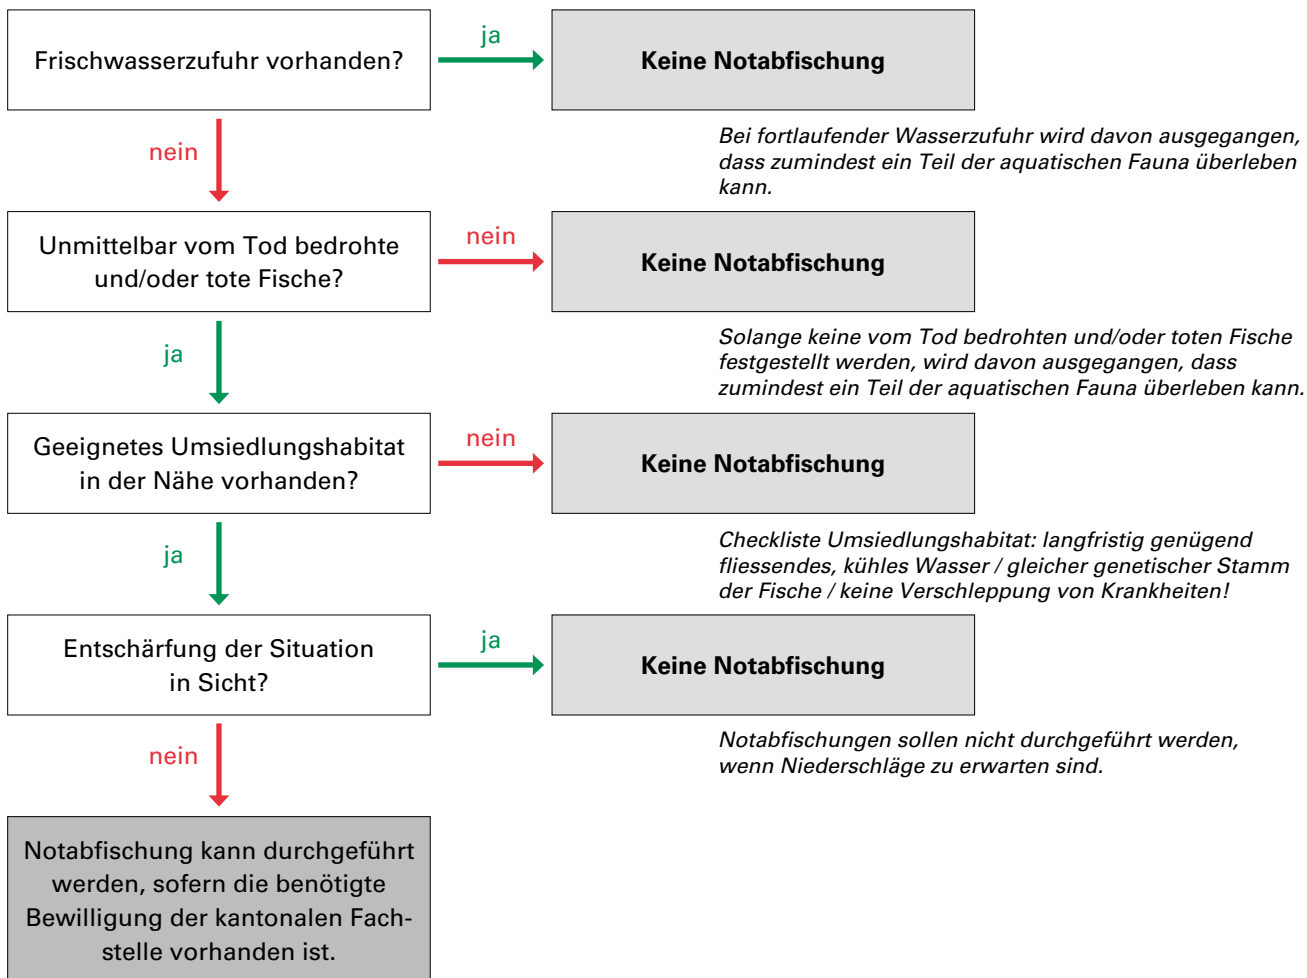 Frischwasserzufuhr vorhanden?
ja
Keine Notabfischung
Bei fortlaufender Wasserzufuhr wird davon ausgegangen,
dass zumindest ein Teil der aquatischen Fauna überleben
kann.
nein
Unmittelbar vom Tod bedrohte
und/oder tote Fische?
nein
Keine Notabfischung
Solange keine vom Tod bedrohten und/oder toten Fische
festgestellt werden, wird davon ausgegangen, dass
zumindest ein Teil der aquatischen Fauna überleben kann.
ja
Geeignetes Umsiedlungshabitat
in der Nähe vorhanden?
nein
Keine Notabfischung
Checkliste Umsiedlungshabitat: langfristig genügend
fliessendes, kühles Wasser / gleicher genetischer Stamm
der Fische / keine Verschleppung von Krankheiten!
ja
Entschärfung der Situation
in Sicht?
ja
Keine Notabfischung
Notabfischungen sollen nicht durchgeführt werden,
wenn Niederschläge zu erwarten sind.
nein
Notabfischung kann durchgeführt
werden, sofern die benötigte
Bewilligung der kantonalen Fach-
stelle vorhanden ist.